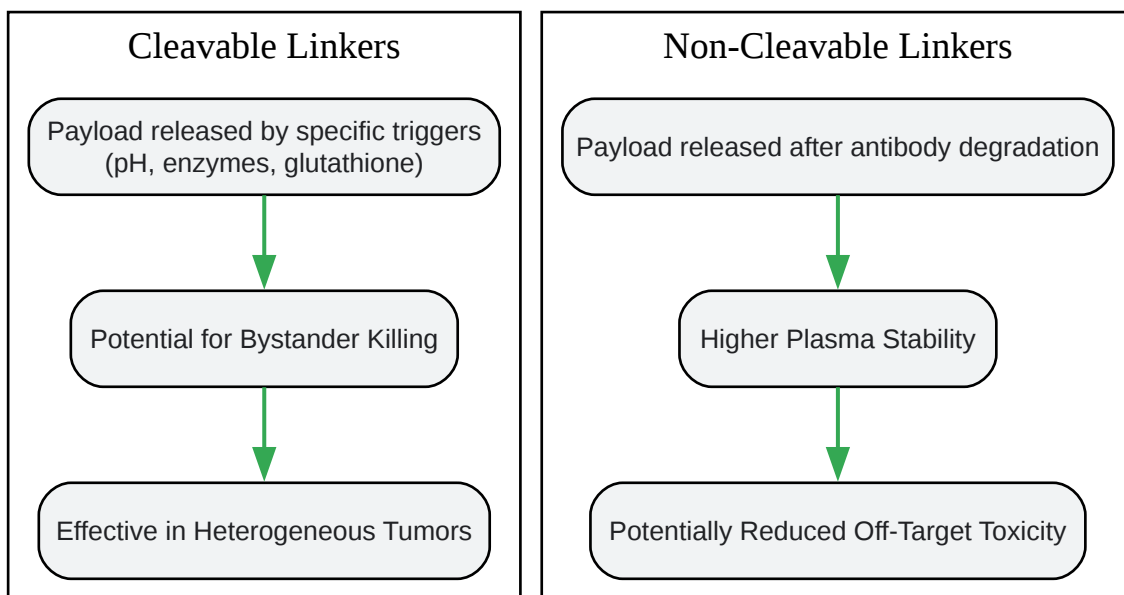 Cleavable Linkers
Payload released by specific triggers
(pH, enzymes, glutathione)
Potential for Bystander Killing
Effective in Heterogeneous Tumors
Non-Cleavable Linkers
Payload released after antibody degradation
Higher Plasma Stability
Potentially Reduced Off-Target Toxicity